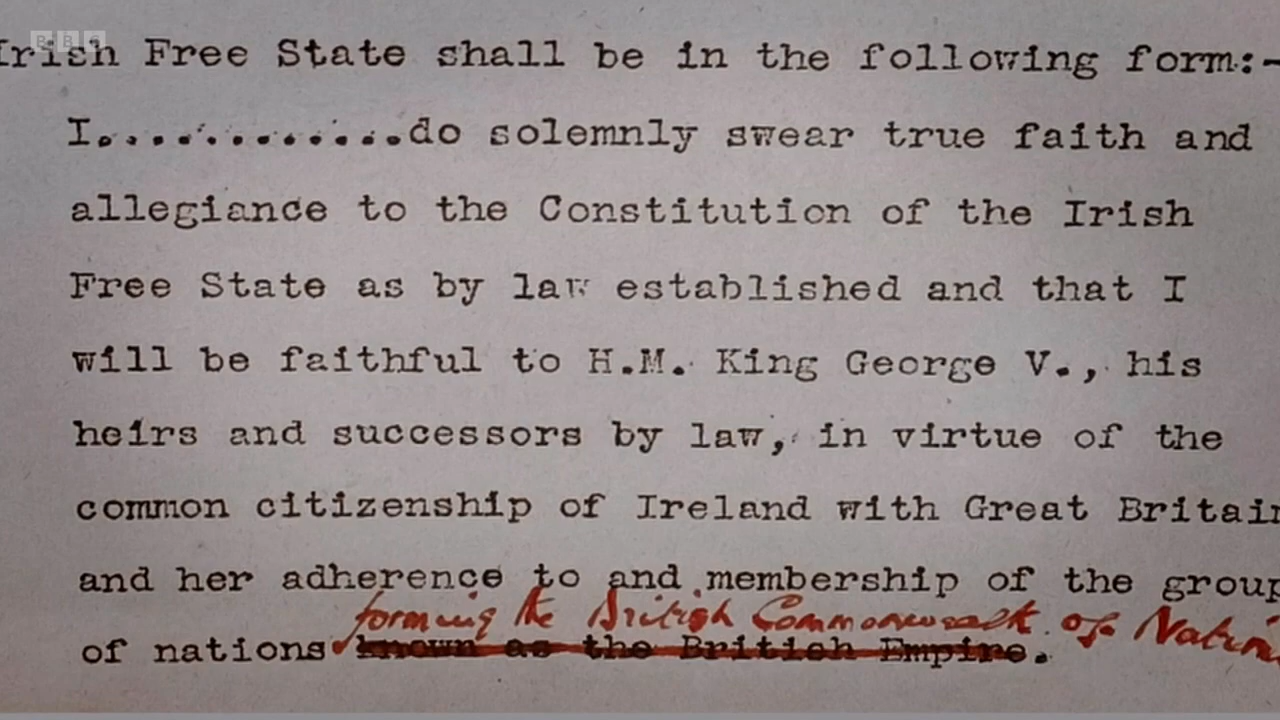 BBC
Irish Free State shall be in the following form:-
I.............do solemnly swear true faith and
allegiance to the Constitution of the Irish
Free State as by law established and that I
will be faithful to H.M. King George V., his
heirs and successors by law, in virtue of the
common citizenship of Ireland with Great Britain
and her adherence to and membership of the group
forming the British Commonwealth of Nations
of nations known as the British Empire.